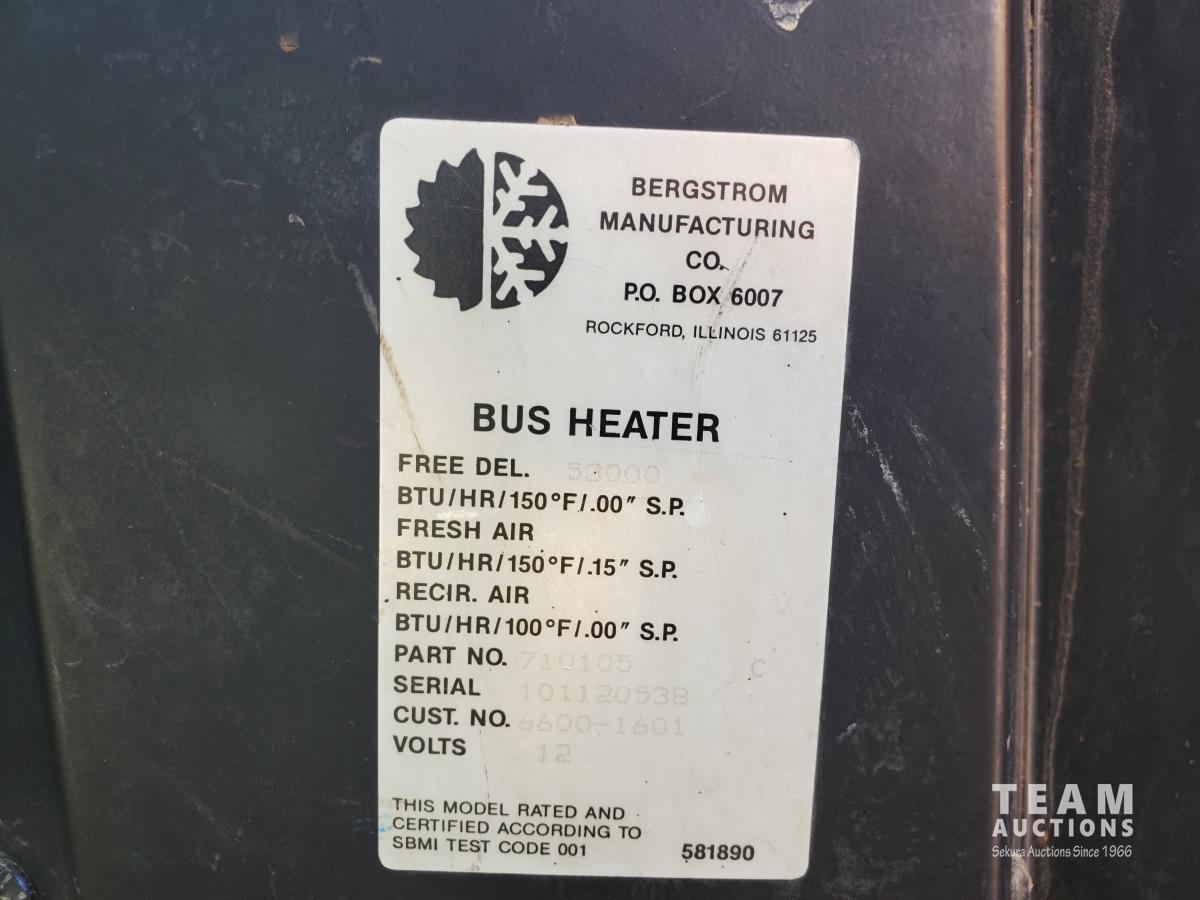 BERGSTROM
MANUFACTURING
CO.
P.O. BOX 6007
ROCKFORD, ILLINOIS 61125
BUS HEATER
FREE DEL. 53000
BTU/HR/150°F/.00" S.P.
FRESH AIR
BTU/HR/150°F/.15" S.P.
RECIR. AIR
BTU/HR/100°F/.00" S.P.
PART NO. 710105 C
SERIAL 101120538
CUST. NO. 6600-1601
VOLTS 12
THIS MODEL RATED AND
CERTIFIED ACCORDING TO
SBMI TEST CODE 001 581890
TEAM
AUCTIONS
Sekura Auctions Since 1966